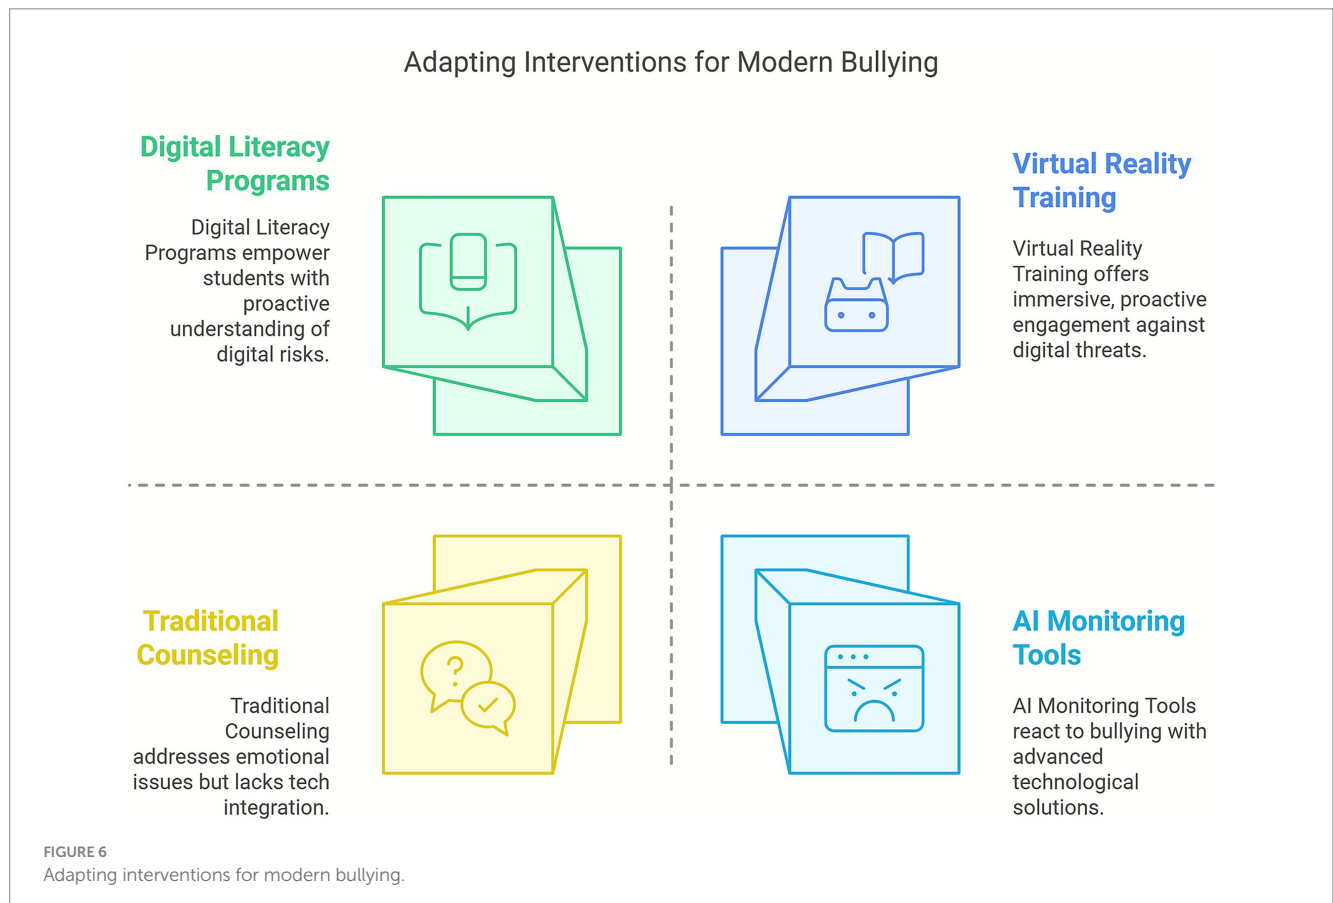 Adapting Interventions for Modern Bullying
Digital Literacy
Programs
Digital Literacy
Programs empower
students with
proactive
understanding of
digital risks.
Virtual Reality
Training
Virtual Reality
Training offers
immersive, proactive
engagement against
digital threats.
Traditional
Counseling
Traditional
Counseling
addresses emotional
issues but lacks tech
integration.
AI Monitoring
Tools
AI Monitoring Tools
react to bullying with
advanced
technological
solutions.
?
FIGURE 6
Adapting interventions for modern bullying.